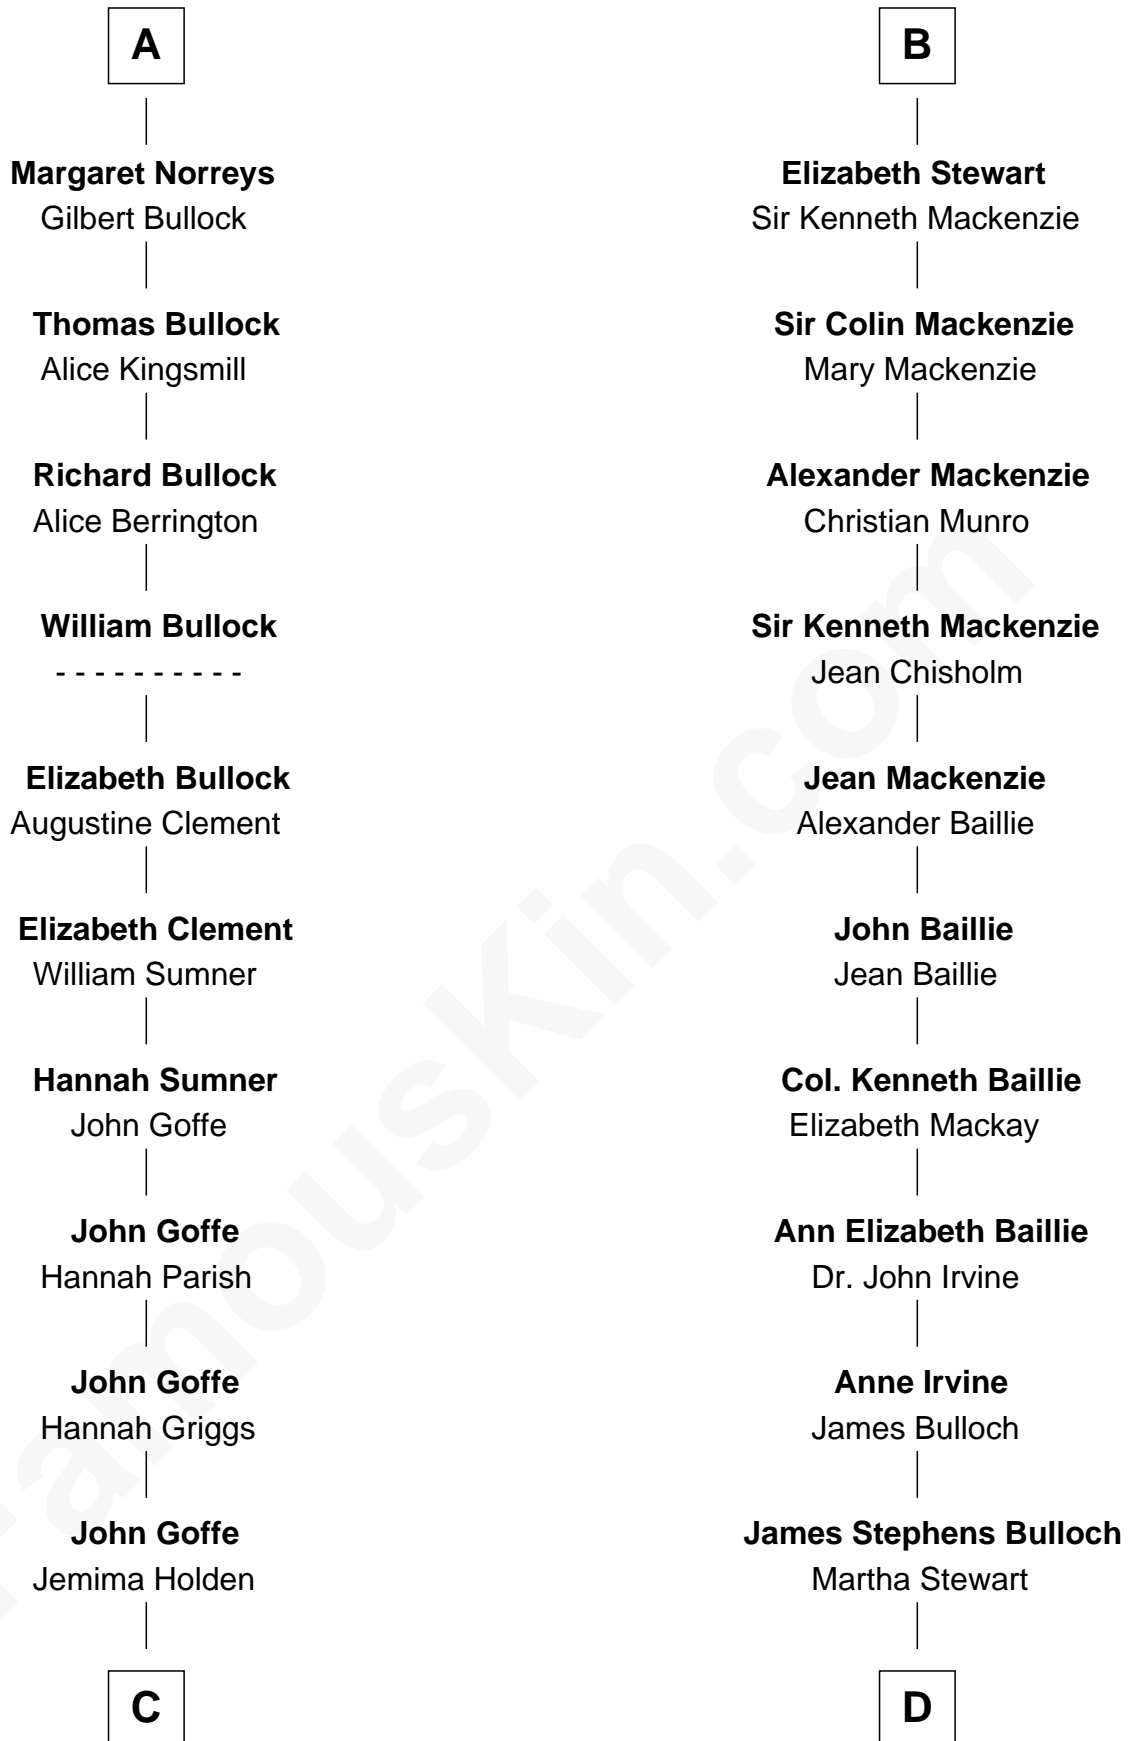 A
Margaret Norreys
Gilbert Bullock
Thomas Bullock
Alice Kingsmill
Richard Bullock
Alice Berrington
William Bullock
- - - - - - - - - -
Elizabeth Bullock
Augustine Clement
Elizabeth Clement
William Sumner
Hannah Sumner
John Goffe
John Goffe
Hannah Parish
John Goffe
Hannah Griggs
John Goffe
Jemima Holden
C
B
Elizabeth Stewart
Sir Kenneth Mackenzie
Sir Colin Mackenzie
Mary Mackenzie
Alexander Mackenzie
Christian Munro
Sir Kenneth Mackenzie
Jean Chisholm
Jean Mackenzie
Alexander Baillie
John Baillie
Jean Baillie
Col. Kenneth Baillie
Elizabeth Mackay
Ann Elizabeth Baillie
Dr. John Irvine
Anne Irvine
James Bulloch
James Stephens Bulloch
Martha Stewart
D
FamousKin.com